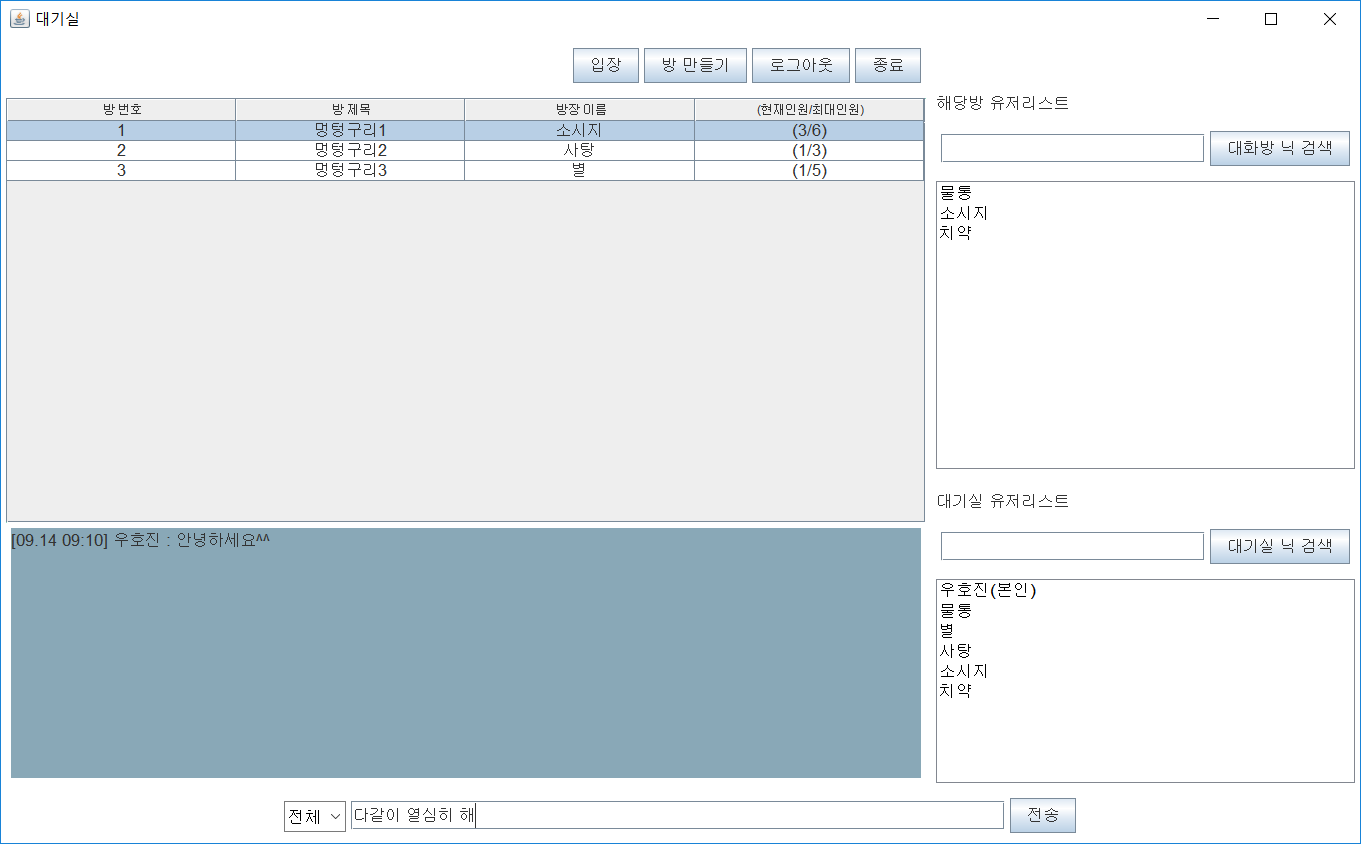 대기실
입장 방 만들기 로그아웃 종료
방번호 방제목 방장이름 (현재인원/최대인원)
1 멍텅구리1 소시지 (3/6)
2 멍텅구리2 사탕 (1/3)
3 멍텅구리3 별 (1/5)
해당방 유저리스트
대화방 닉 검색
물통
소시지
치약
대기실 유저리스트
대기실 닉 검색
우호진(본인)
물통
별
사탕
소시지
치약
[09.14 09:10] 우호진 : 안녕하세요^^
전체 다같이 열심히 해 전송